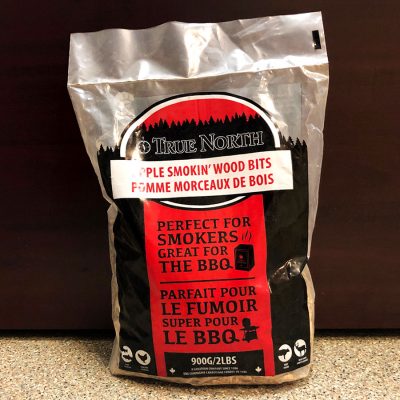 TRUE NORTH
APPLE SMOKIN' WOOD BITS
POMME MORCEAUX DE BOIS
PERFECT FOR
SMOKERS
GREAT FOR
THE BBQ
PARFAIT POUR
LE FUMOIR
SUPER POUR
LE BBQ
900G/2LBS